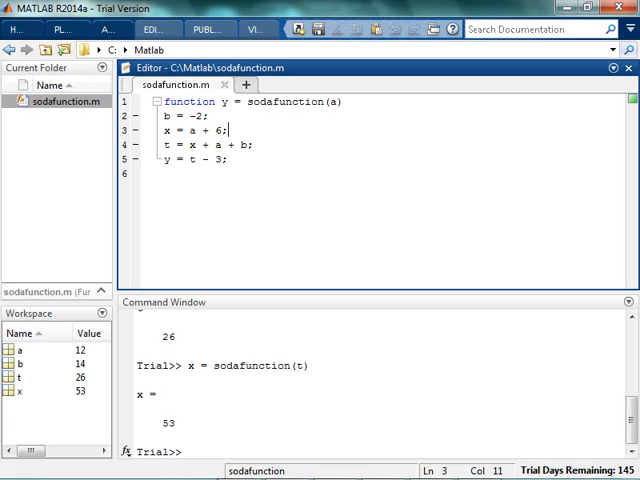 MATLAB R2014a - Trial Version
H... PL... A... EDI... PUBL... VI... Search Documentation
C: Matlab
Current Folder
Name
sodafunction.m
sodafunction.m (Fur
Editor - C:\Matlab\sodafunction.m
sodafunction.m
1 function y = sodafunction(a)
2 b = -2;
3 x = a + 6;
4 t = x + a + b;
5 y = t - 3;
6
Workspace
Name Value
a 12
b 14
t 26
x 53
Command Window
26
Trial>> x = sodafunction(t)
x =
53
fx Trial>>
sodafunction Ln 3 Col 11 Trial Days Remaining: 145